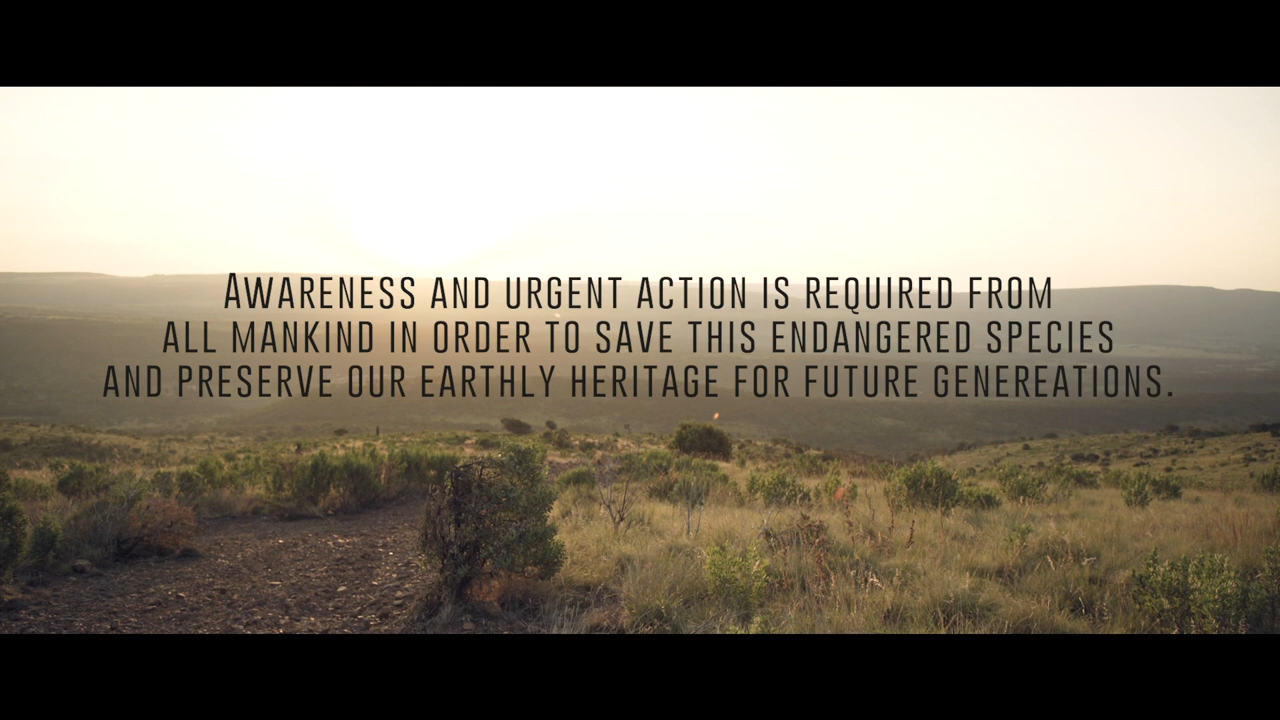 Awareness and urgent action is required from
all mankind in order to save this endangered species
and preserve our earthly heritage for future genereations.